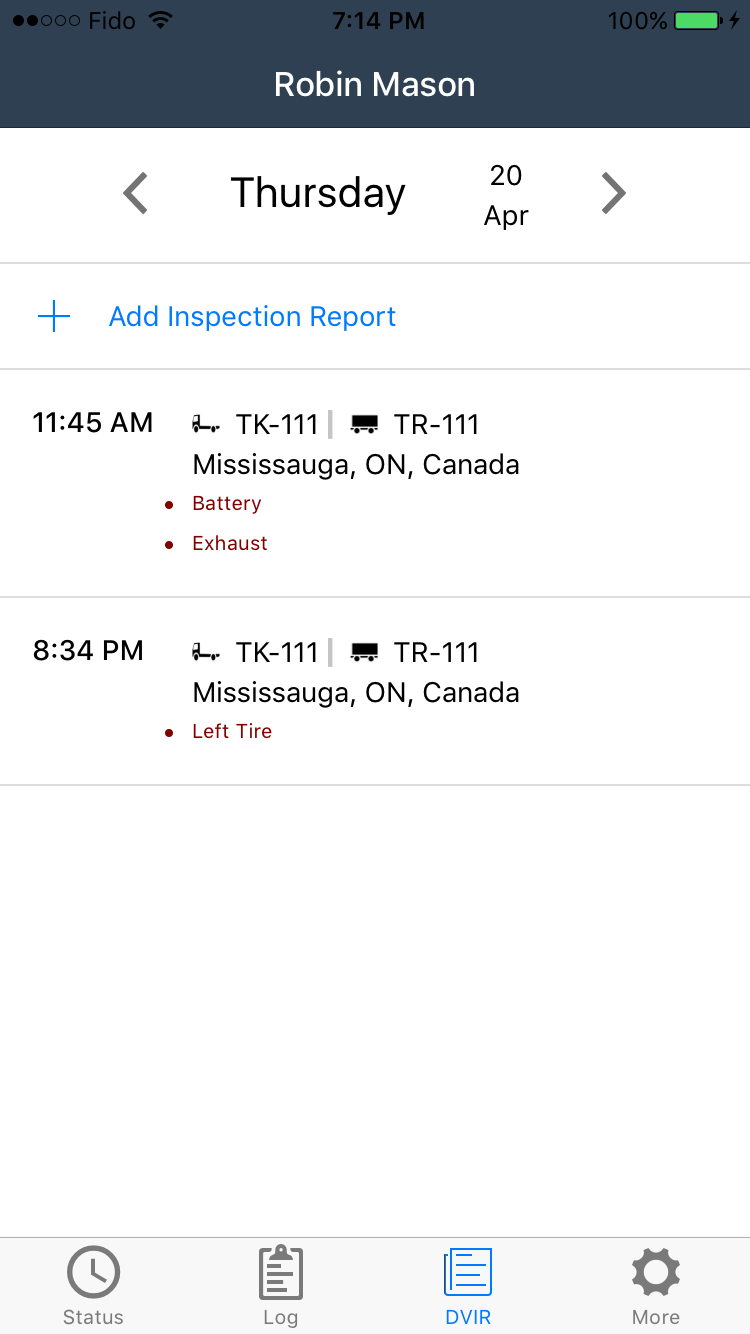 Fido 7:14 PM 100%
Robin Mason
Thursday 20 Apr
Add Inspection Report
11:45 AM TK-111 TR-111
Mississauga, ON, Canada
Battery
Exhaust
8:34 PM TK-111 TR-111
Mississauga, ON, Canada
Left Tire
Status Log DVIR More